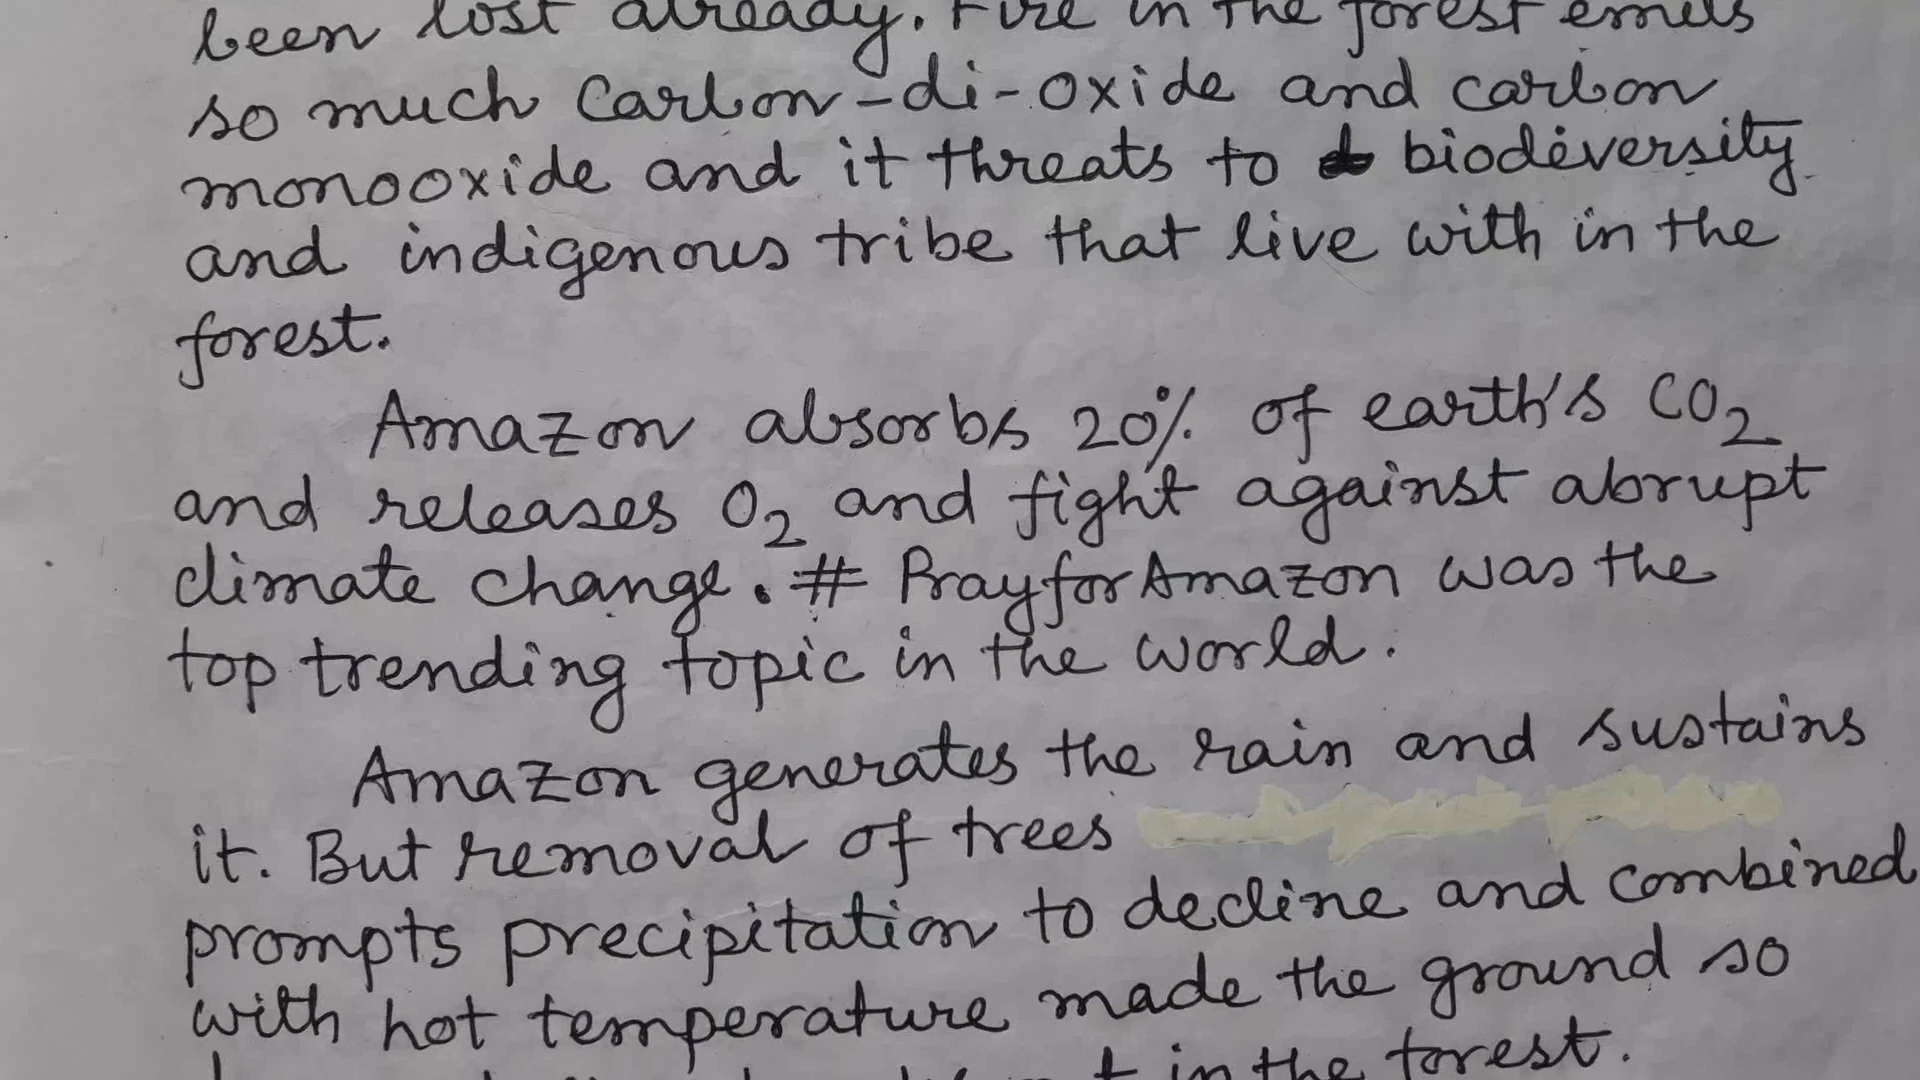 been lost already. Fire in the forest emits
so much Carbon-di-oxide and carbon
monooxide and it threats to biodiversity
and indigenous tribe that live with in the
forest.
Amazon absorbs 20% of earth's CO₂
and releases O₂ and fight against abrupt
climate change. # PrayforAmazon was the
top trending topic in the world.
Amazon generates the rain and sustains
it. But removal of trees
prompts precipitation to decline and combined
with hot temperature made the ground so
in the forest.